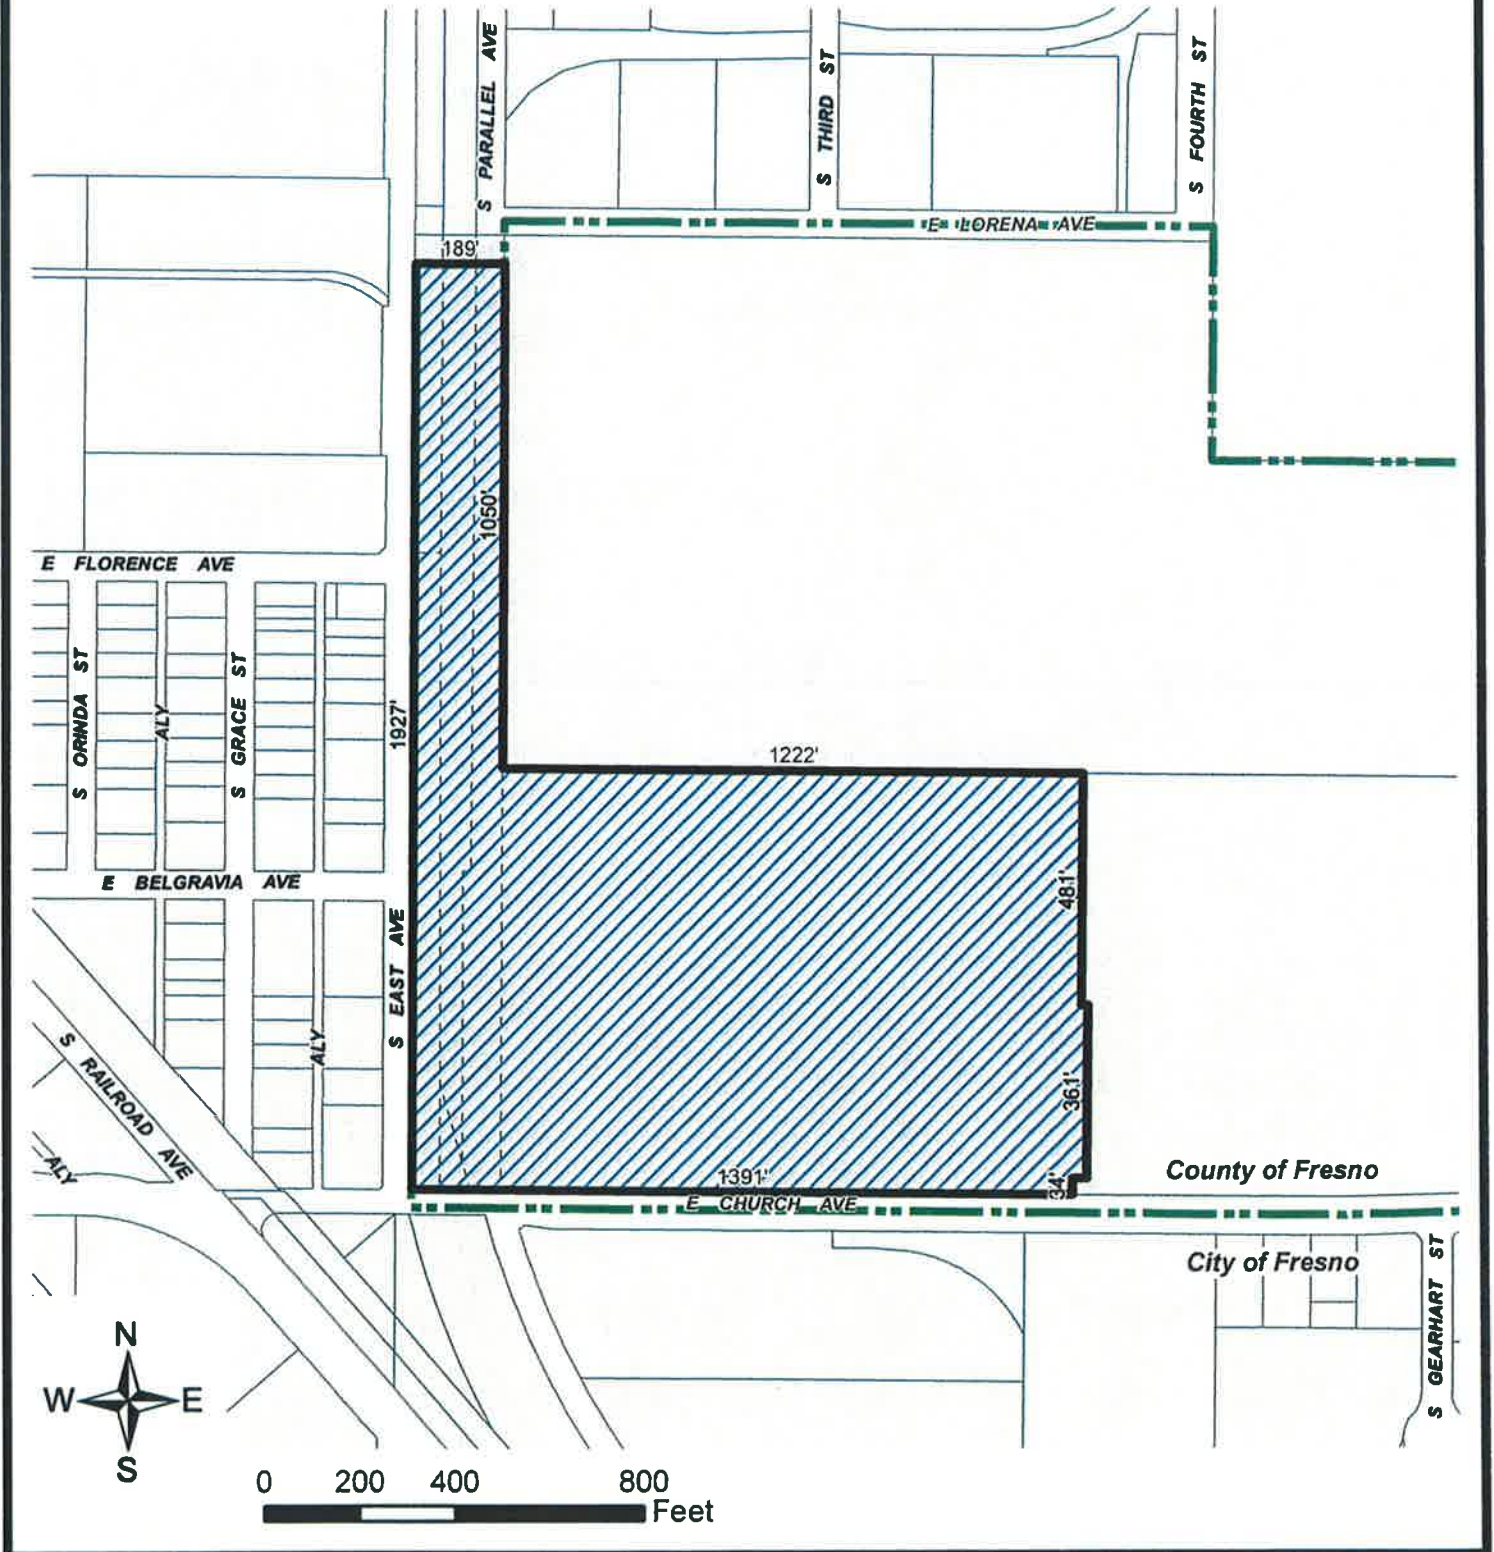 S PARALLEL AVE
S THIRD ST
S FOURTH ST
E LORENA AVE
189'
1050'
E FLORENCE AVE
S ORINDA ST
ALY
S GRACE ST
1927'
1222'
E BELGRAVIA AVE
481'
S EAST AVE
ALY
361'
S RAILROAD AVE
ALY
1391'
34'
County of Fresno
E CHURCH AVE
City of Fresno
S GEARHART ST
N
W E
S
0 200 400 800
Feet